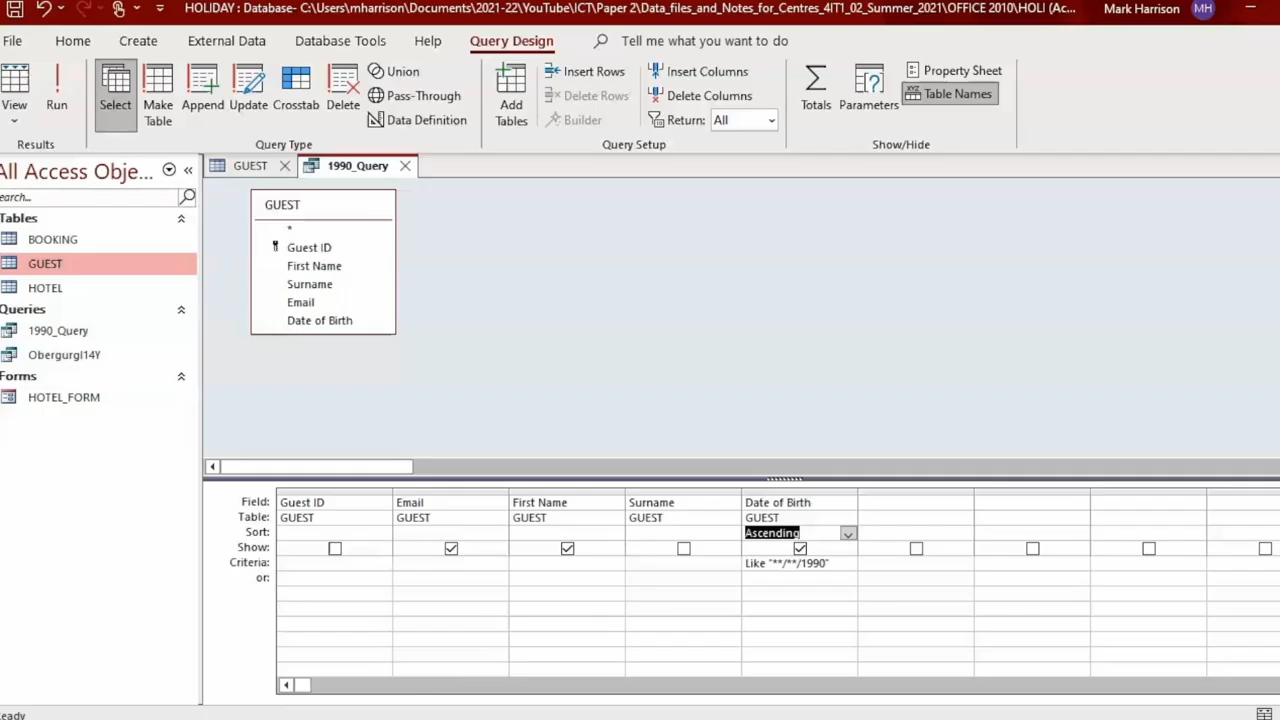 HOLIDAY : Database- C:\Users\mharrison\Documents\2021-22\YouTube\ICT\Paper 2\Data_files_and_Notes_for_Centres_4IT1_02_Summer_2021\OFFICE 2010\HOLI (Ac... Mark Harrison MH
File Home Create External Data Database Tools Help Query Design Tell me what you want to do
View Run Select Make Table Append Update Crosstab Delete
Union
Pass-Through
Data Definition
Add Tables
Insert Rows
Delete Rows
Builder
Insert Columns
Delete Columns
Return: All
Totals Parameters
Property Sheet
XYZ Table Names
Results Query Type Query Setup Show/Hide
All Access Obje... «
earch...
Tables
BOOKING
GUEST
HOTEL
Queries
1990_Query
Obergurgl14Y
Forms
HOTEL_FORM
GUEST 1990_Query
GUEST
*
Guest ID
First Name
Surname
Email
Date of Birth
Field: Guest ID Email First Name Surname Date of Birth
Table: GUEST GUEST GUEST GUEST GUEST
Sort: Ascending
Show:
Criteria: Like "**/**/1990"
or:
eady